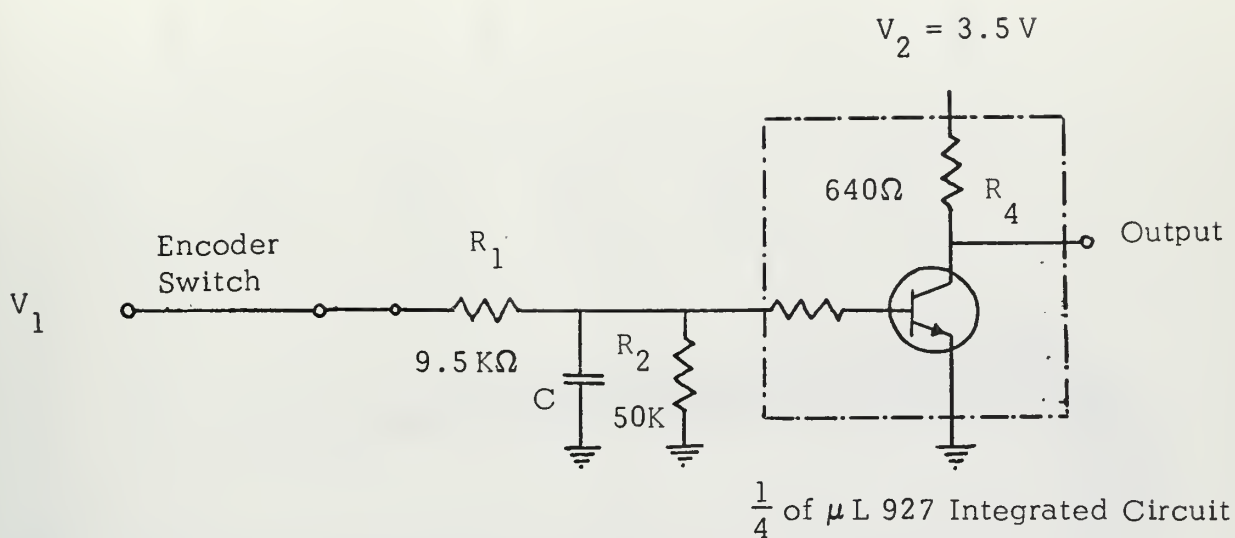 V2 = 3.5 V
640Ω
R4
Output
Encoder
Switch
R1
V1
9.5 KΩ
C
R2
50K
1/4 of μL 927 Integrated Circuit